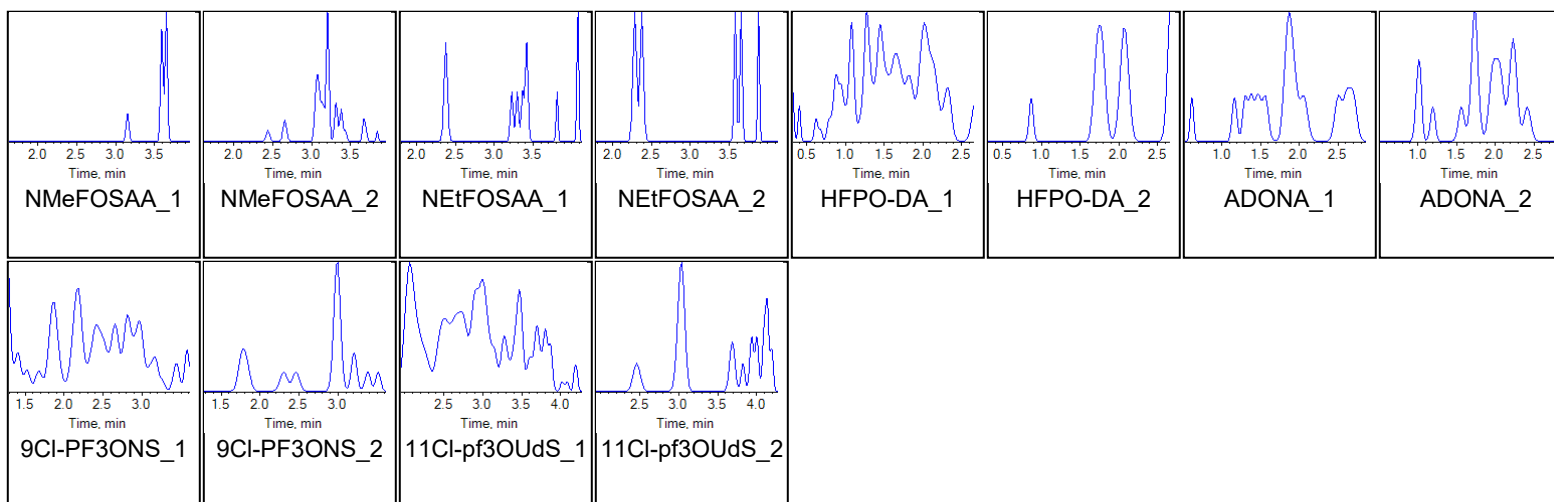 2.0 2.5 3.0 3.5 2.0 2.5 3.0 3.5 2.0 2.5 3.0 3.5 4.0 2.0 2.5 3.0 3.5 4.0 0.5 1.0 1.5 2.0 2.5 0.5 1.0 1.5 2.0 2.5 1.0 1.5 2.0 2.5 1.0 1.5 2.0 2.5
Time, min Time, min Time, min Time, min Time, min Time, min Time, min Time, min
NMeFOSAA_1 NMeFOSAA_2 NEtFOSAA_1 NEtFOSAA_2 HFPO-DA_1 HFPO-DA_2 ADONA_1 ADONA_2
1.5 2.0 2.5 3.0 1.5 2.0 2.5 3.0 2.5 3.0 3.5 4.0 2.5 3.0 3.5 4.0
Time, min Time, min Time, min Time, min
9Cl-PF3ONS_1 9Cl-PF3ONS_2 11Cl-pf3OUdS_1 11Cl-pf3OUdS_2